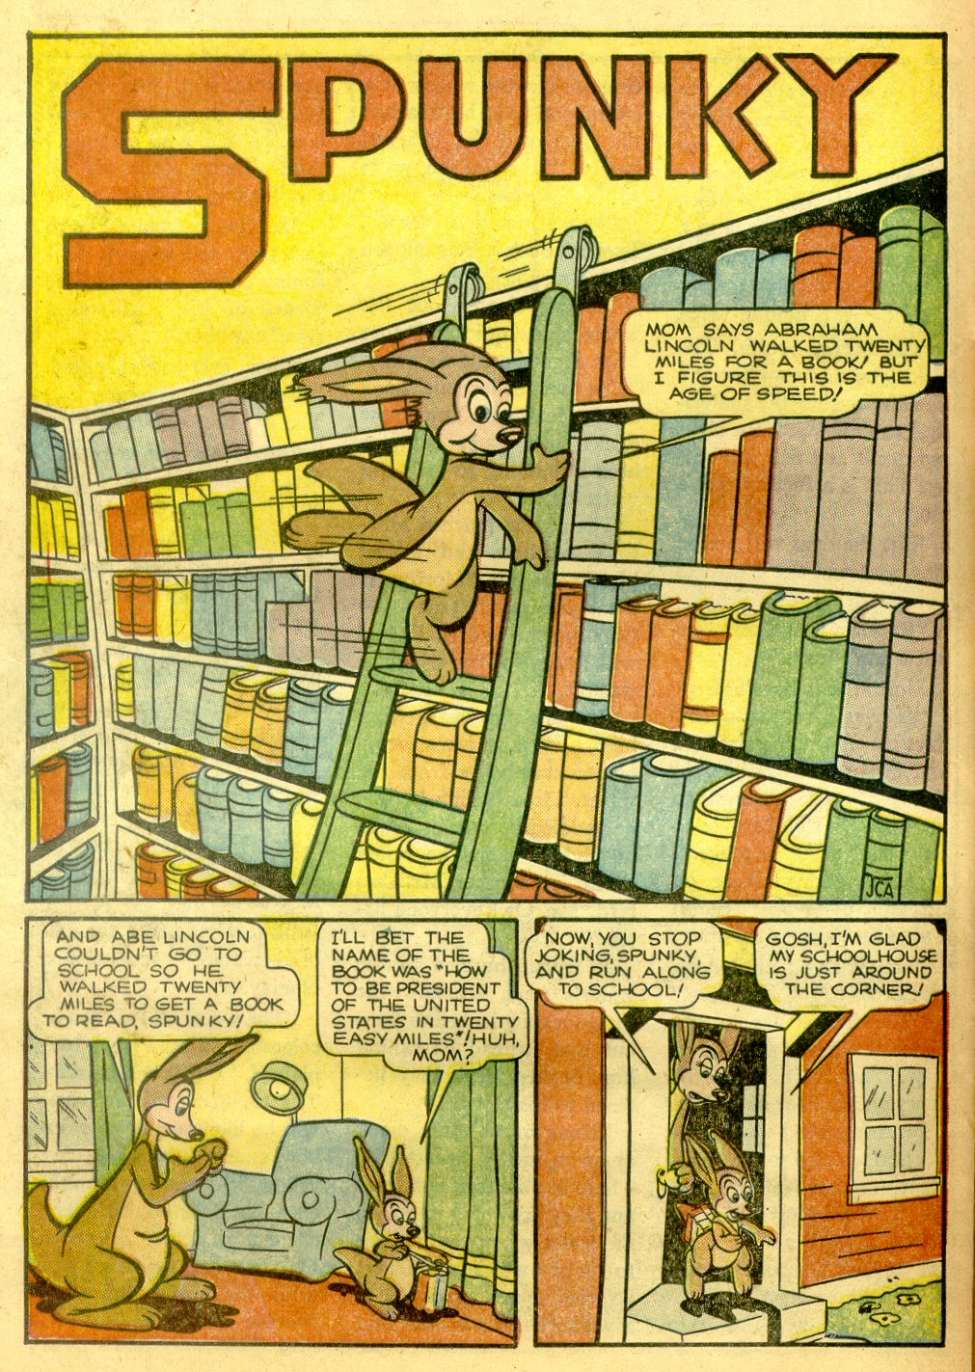 SPUNKY
MOM SAYS ABRAHAM
LINCOLN WALKED TWENTY
MILES FOR A BOOK! BUT
I FIGURE THIS IS THE
AGE OF SPEED!
JCA
AND ABE LINCOLN
COULDN'T GO TO
SCHOOL SO HE
WALKED TWENTY
MILES TO GET A BOOK
TO READ, SPUNKY!
I'LL BET THE
NAME OF THE
BOOK WAS "HOW
TO BE PRESIDENT
OF THE UNITED
STATES IN TWENTY
EASY MILES"! HUH,
MOM?
NOW, YOU STOP
JOKING, SPUNKY,
AND RUN ALONG
TO SCHOOL!
GOSH, I'M GLAD
MY SCHOOLHOUSE
IS JUST AROUND
THE CORNER!